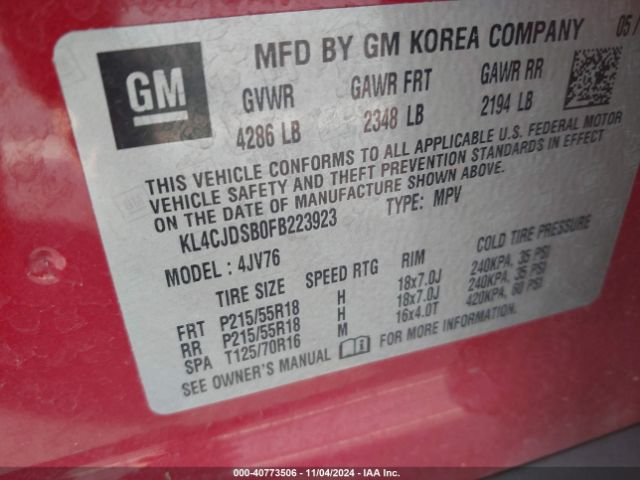 GM
MFD BY GM KOREA COMPANY 05 /
GVWR GAWR FRT GAWR RR
4286 LB 2348 LB 2194 LB
THIS VEHICLE CONFORMS TO ALL APPLICABLE U.S. FEDERAL MOTOR
VEHICLE SAFETY AND THEFT PREVENTION STANDARDS IN EFFECT
ON THE DATE OF MANUFACTURE SHOWN ABOVE.
KL4CJDSB0FB223923 TYPE: MPV
MODEL : 4JV76
TIRE SIZE SPEED RTG RIM COLD TIRE PRESSURE
FRT P215/55R18 H 18x7.0J 240KPA, 35 PSI
RR P215/55R18 H 18x7.0J 240KPA, 35 PSI
SPA T125/70R16 M 16x4.0T 420KPA, 60 PSI
SEE OWNER'S MANUAL FOR MORE INFORMATION.
000-40773506 - 11/04/2024 - IAA Inc.